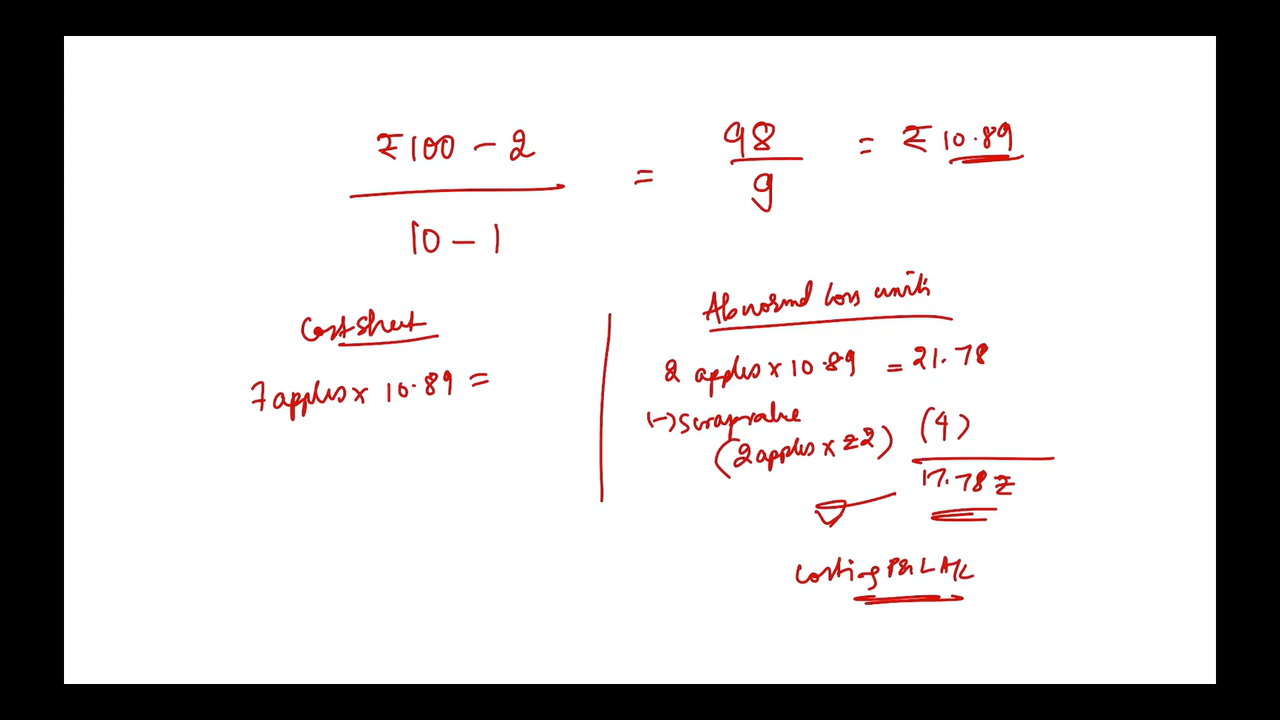 ₹100 - 2
=
98
= ₹ 10.89
10 - 1
9
Cost Sheet
7 apples x 10.89 =
Abnormal loss units
2 apples x 10.89 = 21.78
(-) Scrap value
(2 apples x ₹2) (4)
17.78 ₹
Costing P&L A/c